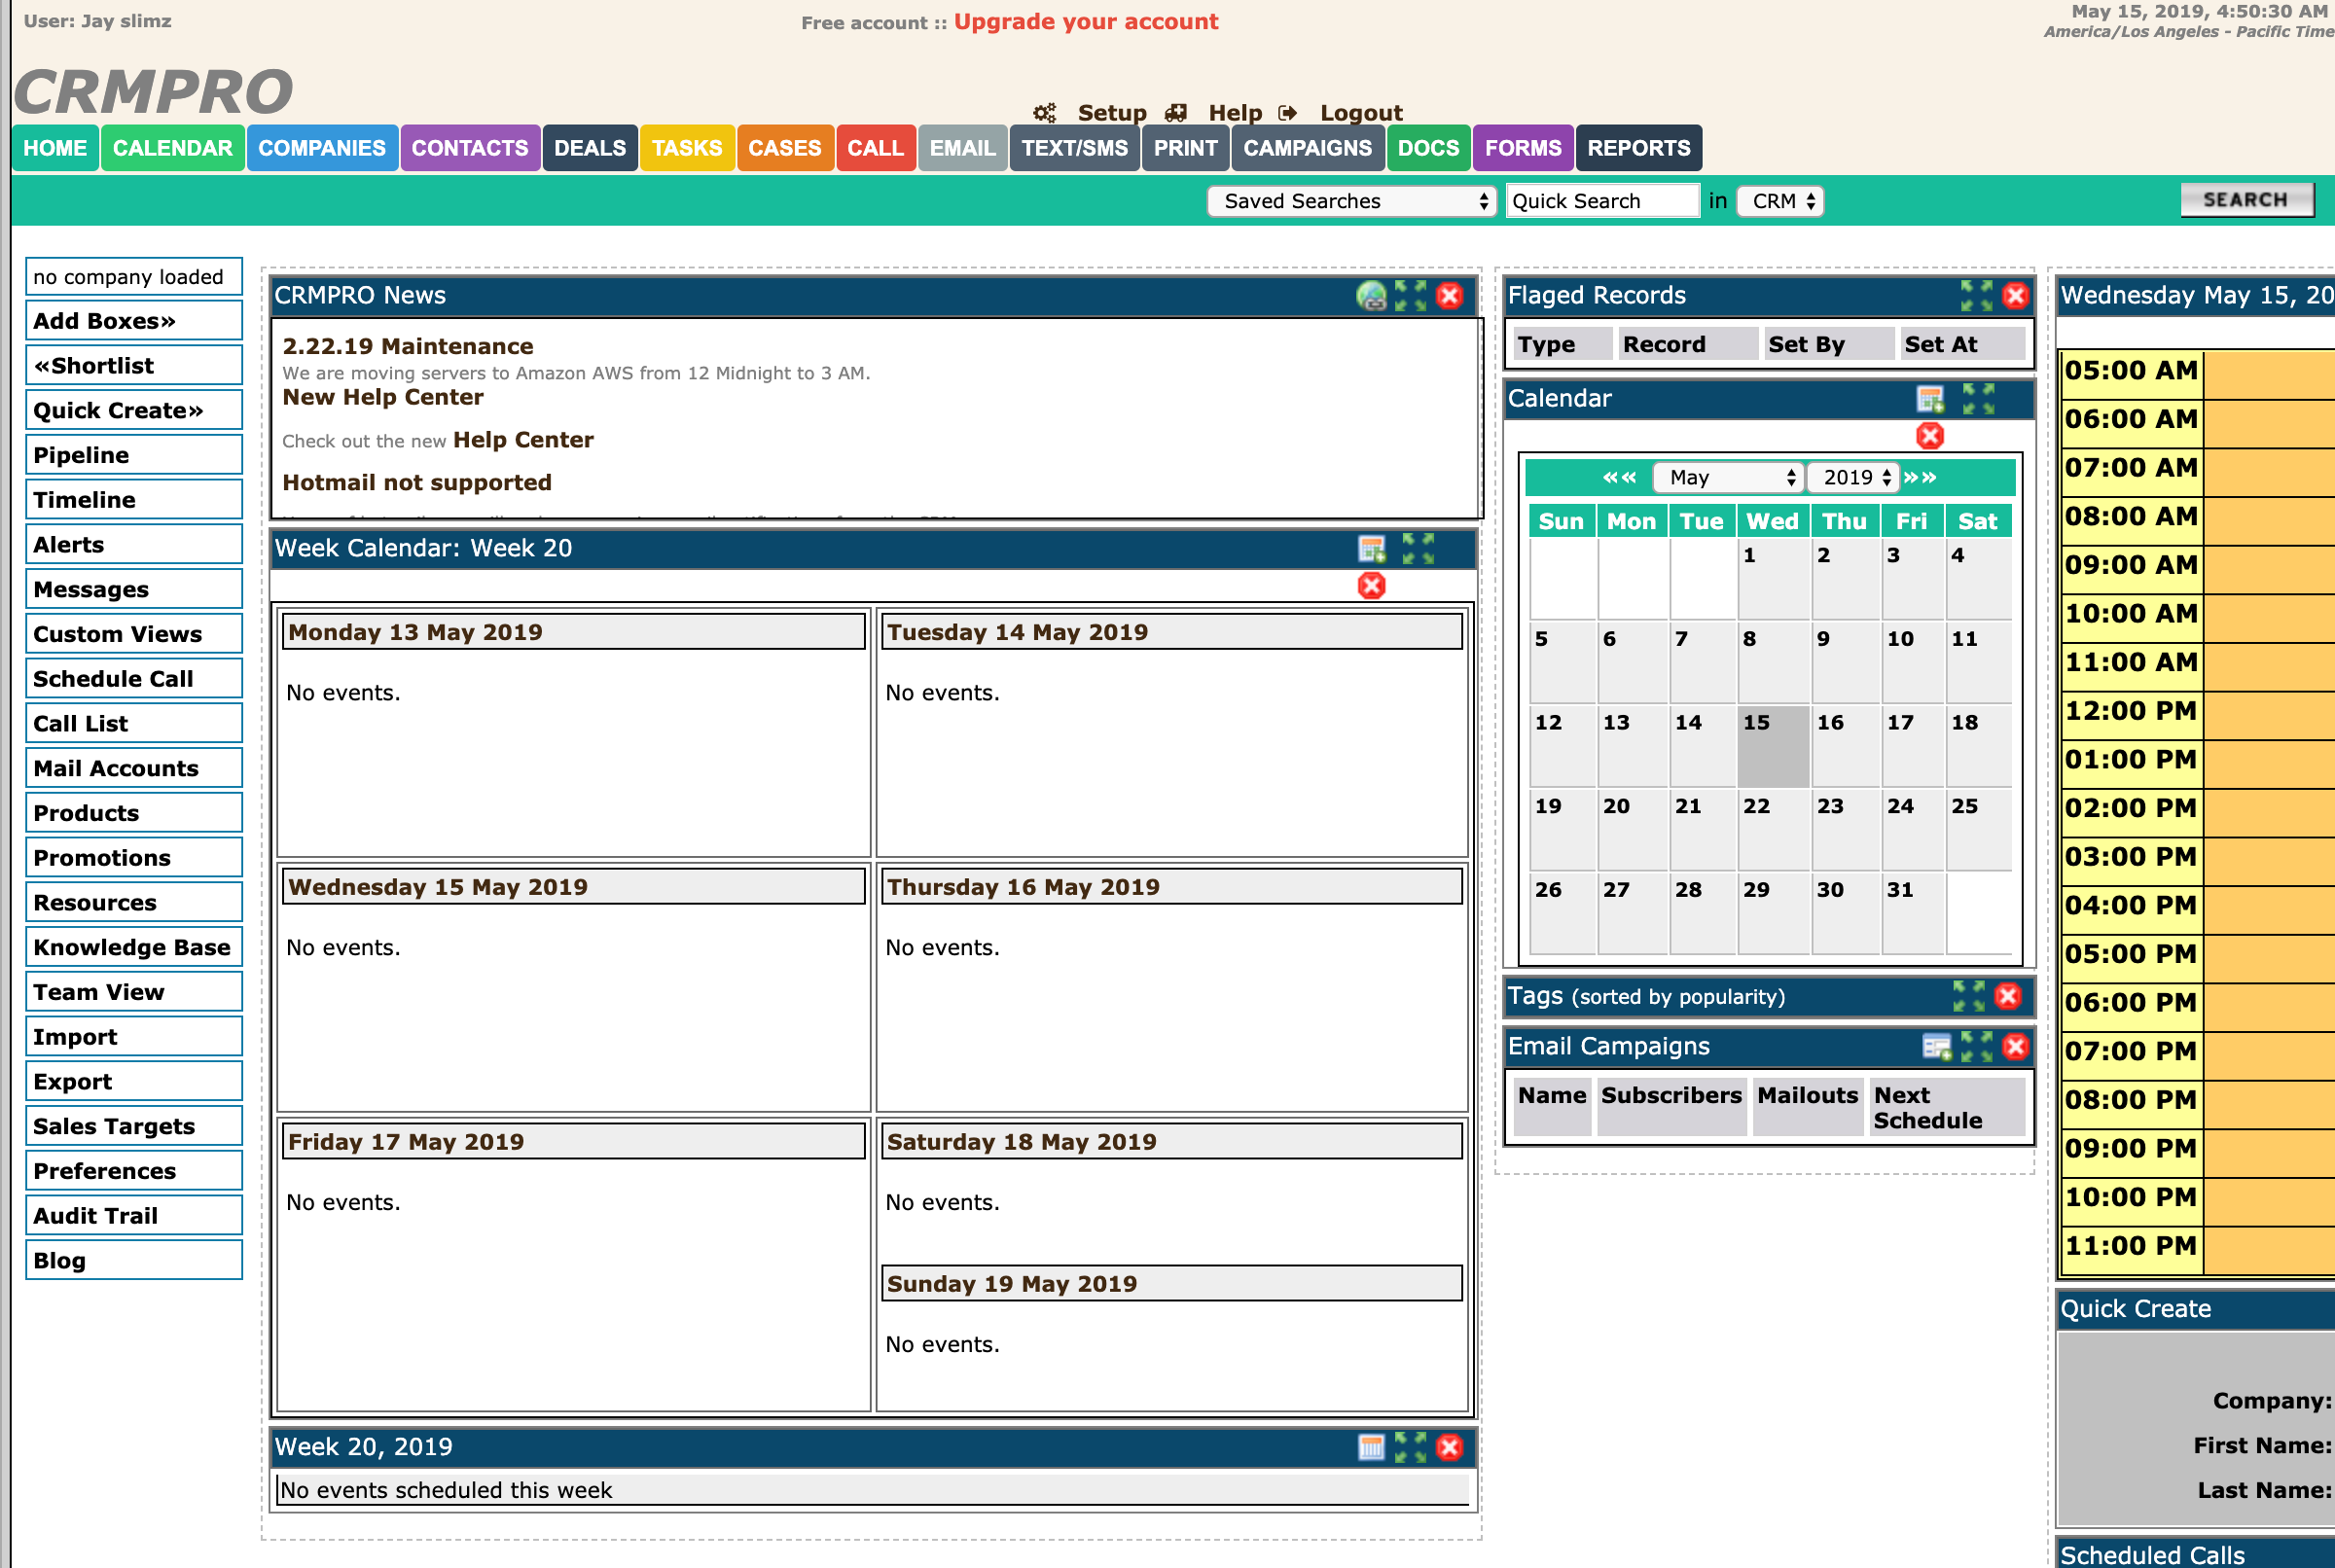 User: Jay slimz
Free account :: Upgrade your account
May 15, 2019, 4:50:30 AM
America/Los Angeles - Pacific Time
CRMPRO
Setup Help Logout
HOME CALENDAR COMPANIES CONTACTS DEALS TASKS CASES CALL EMAIL TEXT/SMS PRINT CAMPAIGNS DOCS FORMS REPORTS
Saved Searches Quick Search in CRM SEARCH
no company loaded
Add Boxes»
«Shortlist
Quick Create»
Pipeline
Timeline
Alerts
Messages
Custom Views
Schedule Call
Call List
Mail Accounts
Products
Promotions
Resources
Knowledge Base
Team View
Import
Export
Sales Targets
Preferences
Audit Trail
Blog
CRMPRO News
2.22.19 Maintenance
We are moving servers to Amazon AWS from 12 Midnight to 3 AM.
New Help Center
Check out the new Help Center
Hotmail not supported
Week Calendar: Week 20
Monday 13 May 2019
No events.
Tuesday 14 May 2019
No events.
Wednesday 15 May 2019
No events.
Thursday 16 May 2019
No events.
Friday 17 May 2019
No events.
Saturday 18 May 2019
No events.
Sunday 19 May 2019
No events.
Week 20, 2019
No events scheduled this week
Flaged Records
Type Record Set By Set At
Calendar
«« May 2019 »»
Sun Mon Tue Wed Thu Fri Sat
1 2 3 4
5 6 7 8 9 10 11
12 13 14 15 16 17 18
19 20 21 22 23 24 25
26 27 28 29 30 31
Tags (sorted by popularity)
Email Campaigns
Name Subscribers Mailouts Next Schedule
Wednesday May 15, 20
05:00 AM
06:00 AM
07:00 AM
08:00 AM
09:00 AM
10:00 AM
11:00 AM
12:00 PM
01:00 PM
02:00 PM
03:00 PM
04:00 PM
05:00 PM
06:00 PM
07:00 PM
08:00 PM
09:00 PM
10:00 PM
11:00 PM
Quick Create
Company:
First Name:
Last Name:
Scheduled Calls